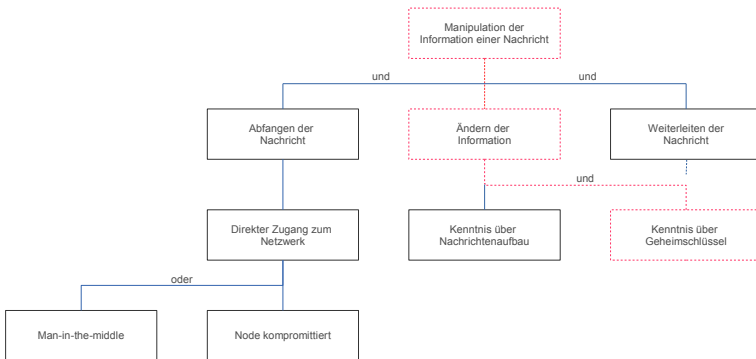 Manipulation der
Information einer Nachricht
und
und
Abfangen der
Nachricht
Ändern der
Information
Weiterleiten der
Nachricht
und
Direkter Zugang zum
Netzwerk
Kenntnis über
Nachrichtenaufbau
Kenntnis über
Geheimschlüssel
oder
Man-in-the-middle
Node kompromittiert